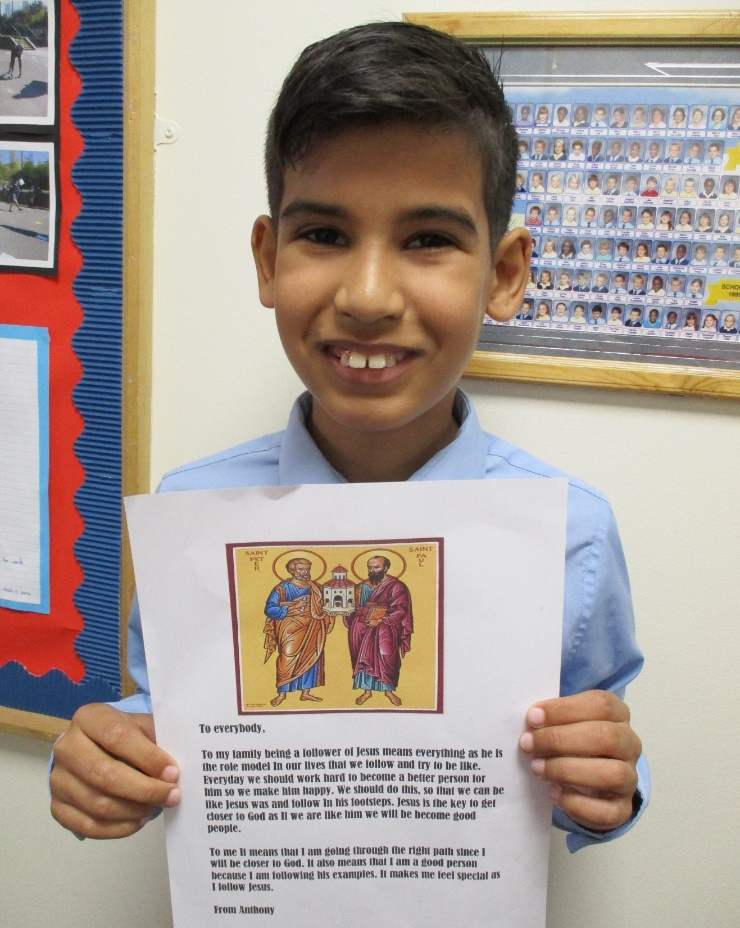 SAINT PETER
SAINT PAUL
To everybody,
To my family being a follower of Jesus means everything as he is
the role model In our lives that we follow and try to be like.
Everyday we should work hard to become a better person for
him so we make him happy. We should do this, so that we can be
like Jesus was and follow In his footsteps. Jesus is the key to get
closer to God as If we are like him we will be become good
people.
To me It means that I am going through the right path since I
will be closer to God. It also means that I am a good person
because I am following his examples. It makes me feel special as
I follow Jesus.
From Anthony